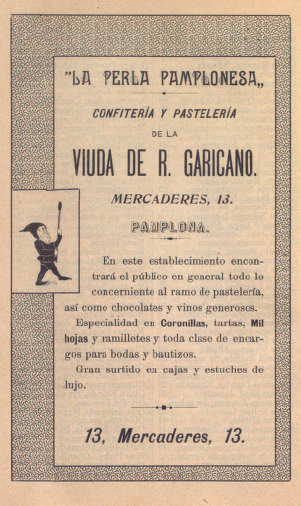 "LA PERLA PAMPLONESA„
CONFITERÍA Y PASTELERÍA
DE LA
VIUDA DE R. GARICANO.
MERCADERES, 13.
PAMPLONA.
En este establecimiento encon-
trará el público en general todo lo
concerniente al ramo de pastelería,
así como chocolates y vinos generosos.
Especialidad en Coronillas, tartas, Mil
hojas y ramilletes y toda clase de encar-
gos para bodas y bautizos.
Gran surtido en cajas y estuches de
lujo.
13, Mercaderes, 13.